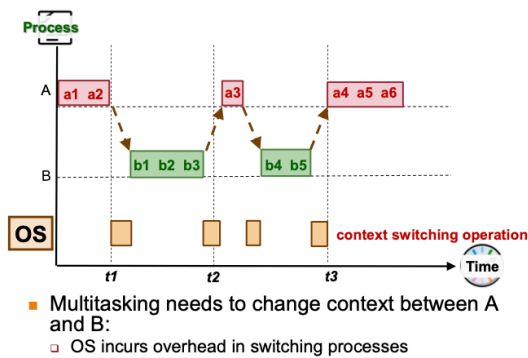 Process
A
a1 a2
a3
a4 a5 a6
b1 b2 b3
b4 b5
B
OS
context switching operation
t1
t2
t3
Time
Multitasking needs to change context between A
and B:
OS incurs overhead in switching processes